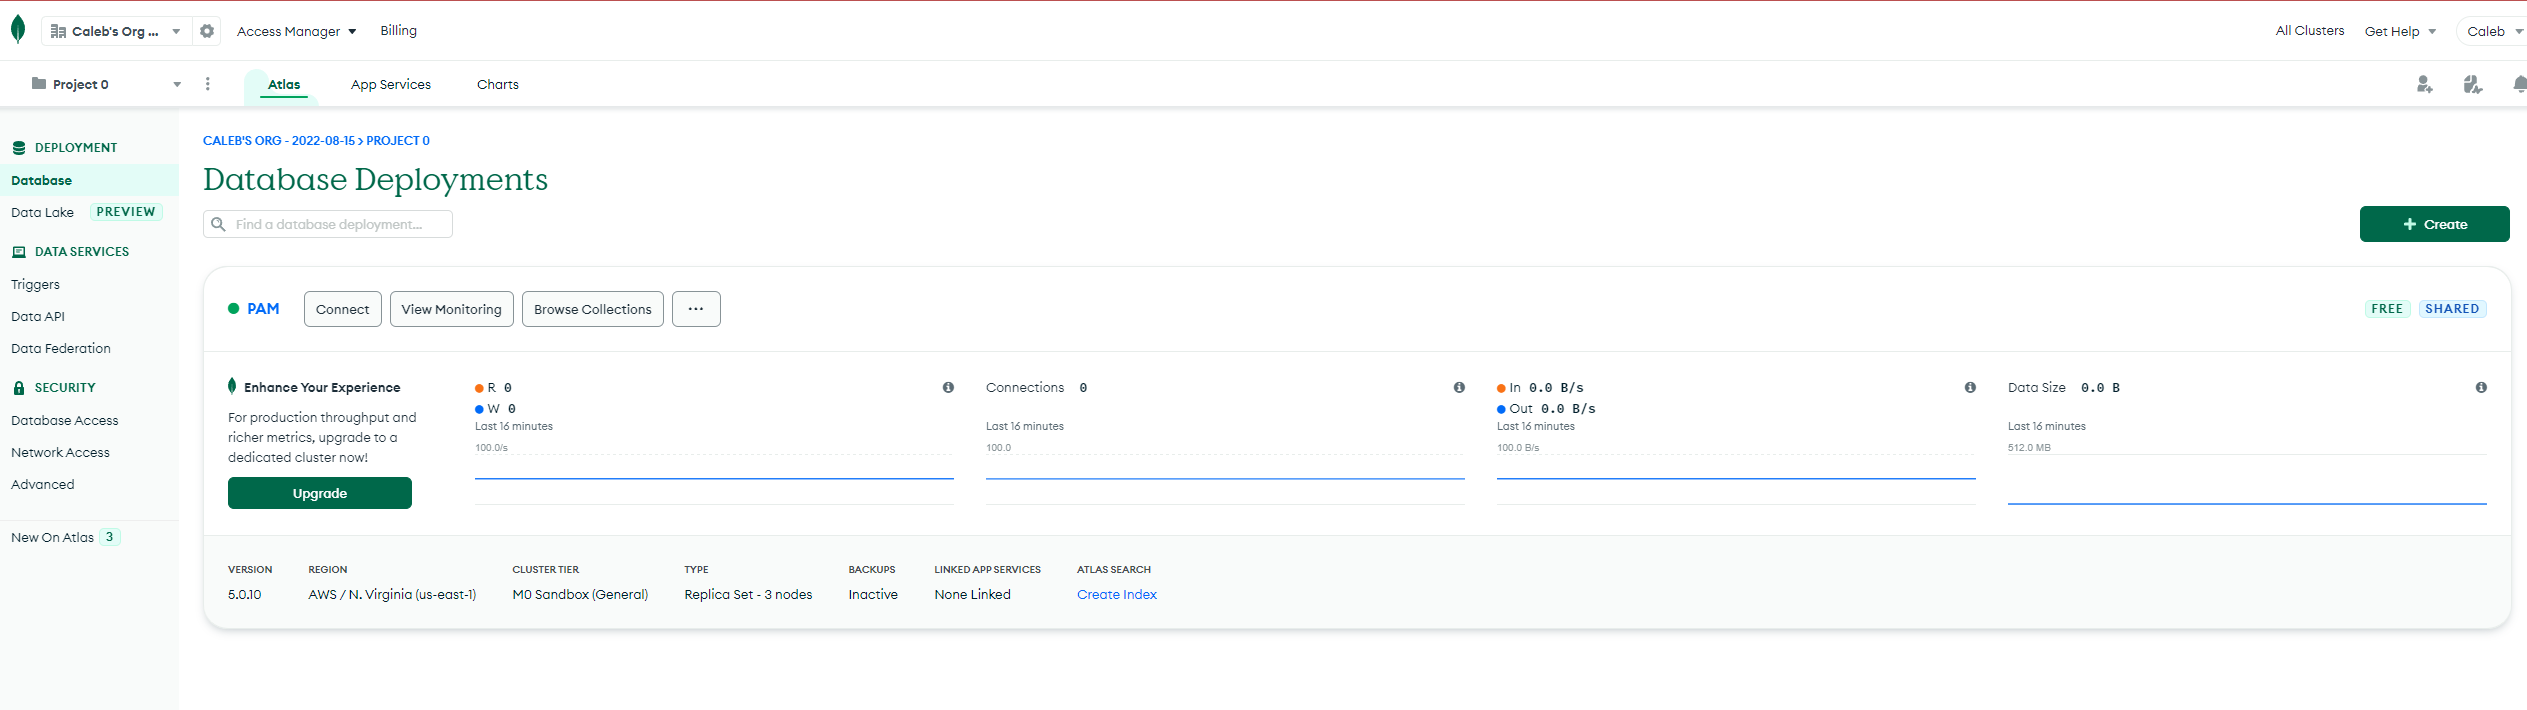 Caleb's Org ...
Access Manager
Billing
All Clusters
Get Help
Caleb
Project 0
Atlas
App Services
Charts
DEPLOYMENT
Database
Data Lake PREVIEW
DATA SERVICES
Triggers
Data API
Data Federation
SECURITY
Database Access
Network Access
Advanced
New On Atlas 3
CALEB'S ORG - 2022-08-15 > PROJECT 0
Database Deployments
Find a database deployment...
+ Create
PAM
Connect
View Monitoring
Browse Collections
...
FREE
SHARED
Enhance Your Experience
For production throughput and
richer metrics, upgrade to a
dedicated cluster now!
Upgrade
R 0
W 0
Last 16 minutes
100.0/s
Connections 0
Last 16 minutes
100.0
In 0.0 B/s
Out 0.0 B/s
Last 16 minutes
100.0 B/s
Data Size 0.0 B
Last 16 minutes
512.0 MB
VERSION
5.0.10
REGION
AWS / N. Virginia (us-east-1)
CLUSTER TIER
M0 Sandbox (General)
TYPE
Replica Set - 3 nodes
BACKUPS
Inactive
LINKED APP SERVICES
None Linked
ATLAS SEARCH
Create Index